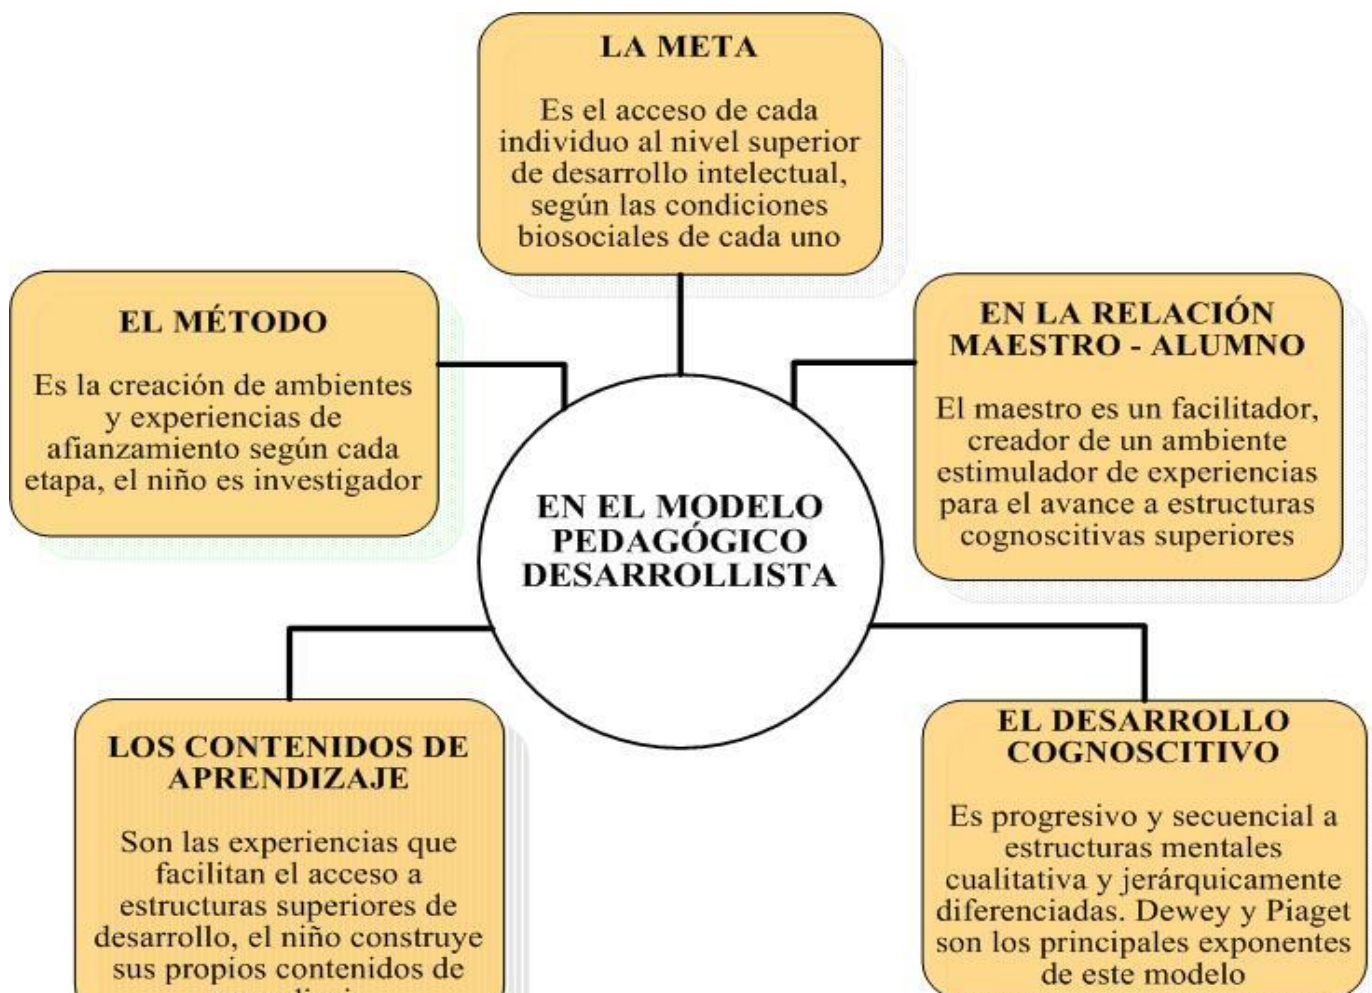 LA META
Es el acceso de cada
individuo al nivel superior
de desarrollo intelectual,
según las condiciones
biosociales de cada uno
EL MÉTODO
Es la creación de ambientes
y experiencias de
afianzamiento según cada
etapa, el niño es investigador
EN LA RELACIÓN
MAESTRO - ALUMNO
El maestro es un facilitador,
creador de un ambiente
estimulador de experiencias
para el avance a estructuras
cognoscitivas superiores
EN EL MODELO
PEDAGÓGICO
DESARROLLISTA
LOS CONTENIDOS DE
APRENDIZAJE
Son las experiencias que
facilitan el acceso a
estructuras superiores de
desarrollo, el niño construye
sus propios contenidos de
EL DESARROLLO
COGNOSCITIVO
Es progresivo y secuencial a
estructuras mentales
cualitativa y jerárquicamente
diferenciadas. Dewey y Piaget
son los principales exponentes
de este modelo